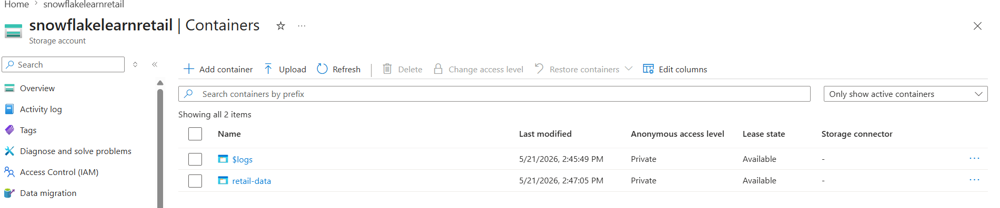 Home > snowflakelearnretail
snowflakelearnretail | Containers ☆ ...
Storage account
Search
Overview
Activity log
Tags
Diagnose and solve problems
Access Control (IAM)
Data migration
Add container Upload Refresh Delete Change access level Restore containers Edit columns
Search containers by prefix Only show active containers
Showing all 2 items
Name Last modified Anonymous access level Lease state Storage connector
$logs 5/21/2026, 2:45:49 PM Private Available - ...
retail-data 5/21/2026, 2:47:05 PM Private Available - ...